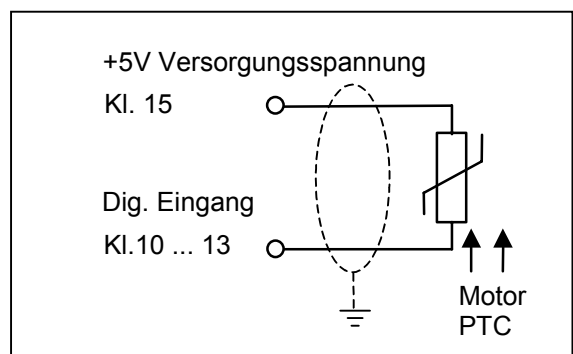 +5V Versorgungsspannung
Kl. 15
Dig. Eingang
Kl.10 ... 13
Motor
PTC